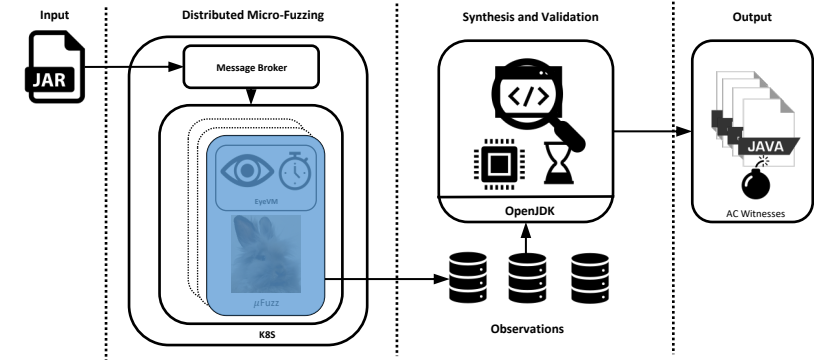 Input
Distributed Micro-Fuzzing
Synthesis and Validation
Output
JAR
Message Broker
EyeVM
μFuzz
K8S
</>
OpenJDK
Observations
JAVA
AC Witnesses